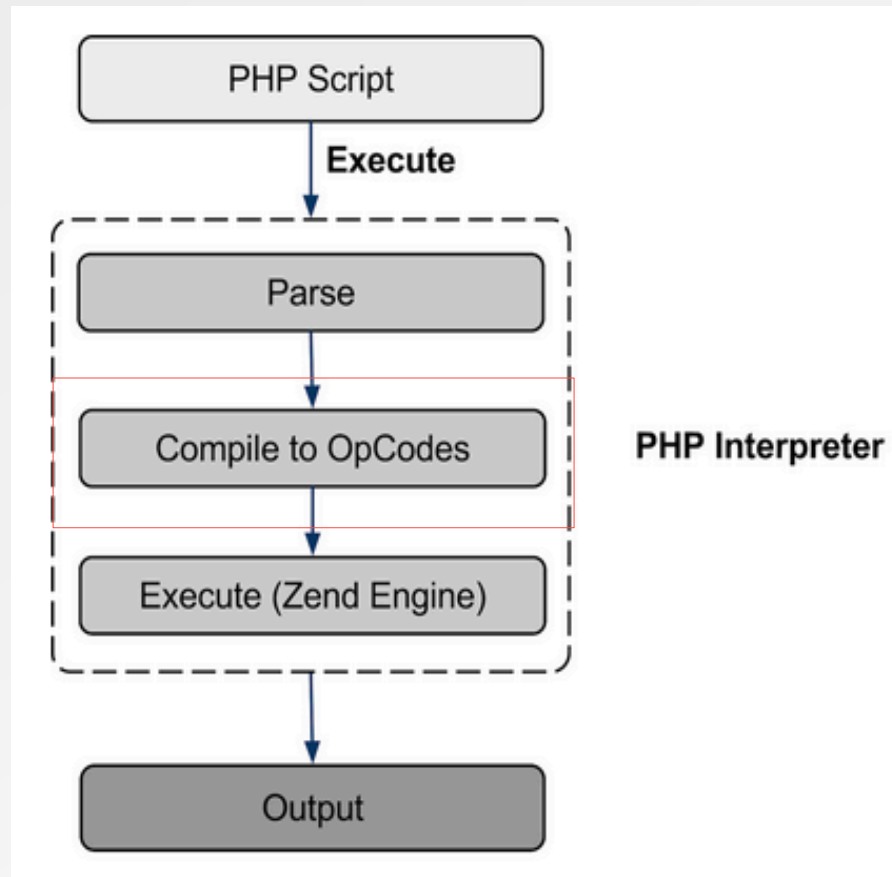 PHP Script
Execute
Parse
Compile to OpCodes
PHP Interpreter
Execute (Zend Engine)
Output